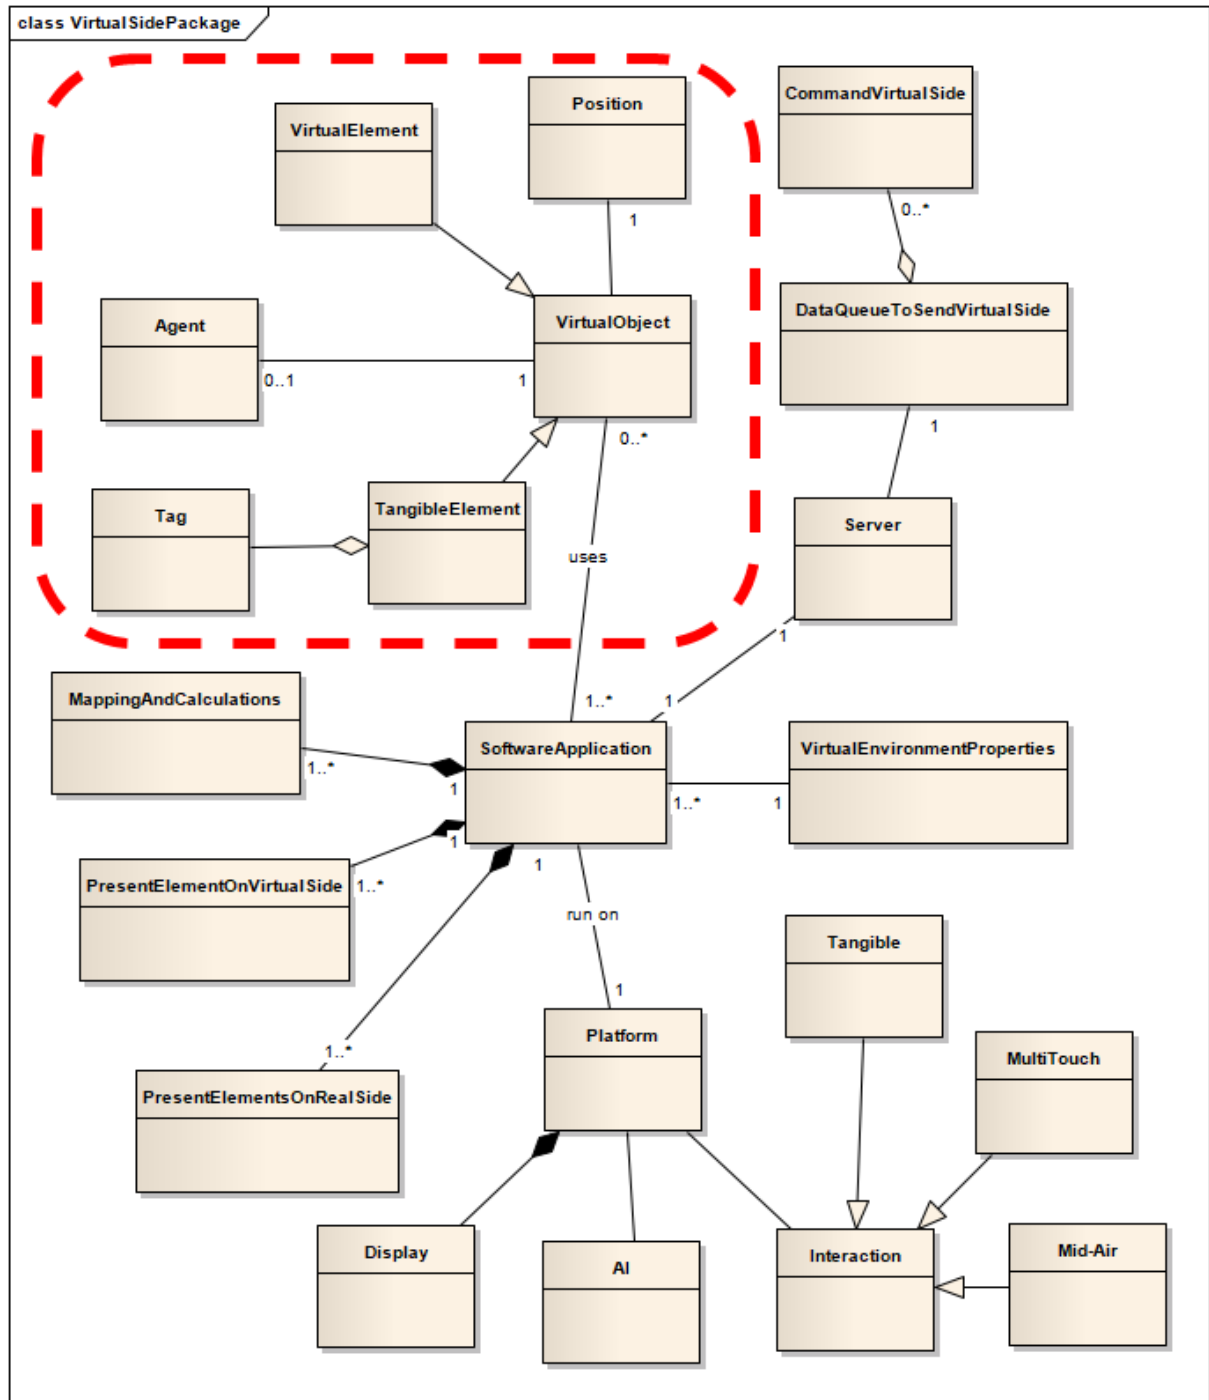 class VirtualSidePackage
Position
CommandVirtualSide
VirtualElement
1
0..*
VirtualObject
DataQueueToSendVirtualSide
Agent
0..1
1
0..*
1
Tag
TangibleElement
Server
uses
1
MappingAndCalculations
1..*
1
SoftwareApplication
VirtualEnvironmentProperties
1..*
1
1..*
1
1
PresentElementOnVirtualSide
1..*
1
run on
Tangible
1
1..*
Platform
MultiTouch
PresentElementsOnRealSide
Display
AI
Interaction
Mid-Air